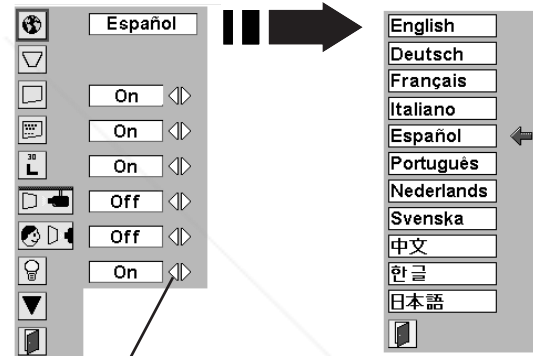 Español
On
On
30
L
On
Off
Off
On
English
Deutsch
Français
Italiano
Español
Português
Nederlands
Svenska
中文
한글
日本語